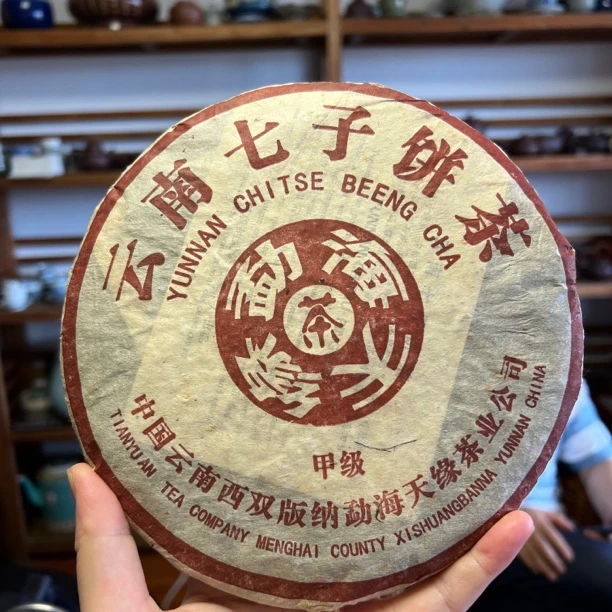 云南七子饼茶
YUNNAN CHITSE BEENG CHA
勐海
茶
天缘
甲级
中国云南西双版纳勐海天缘茶业公司
TIANYUAN TEA COMPANY MENGHAI COUNTY XISHUANGBANNA YUNNAN CHINA